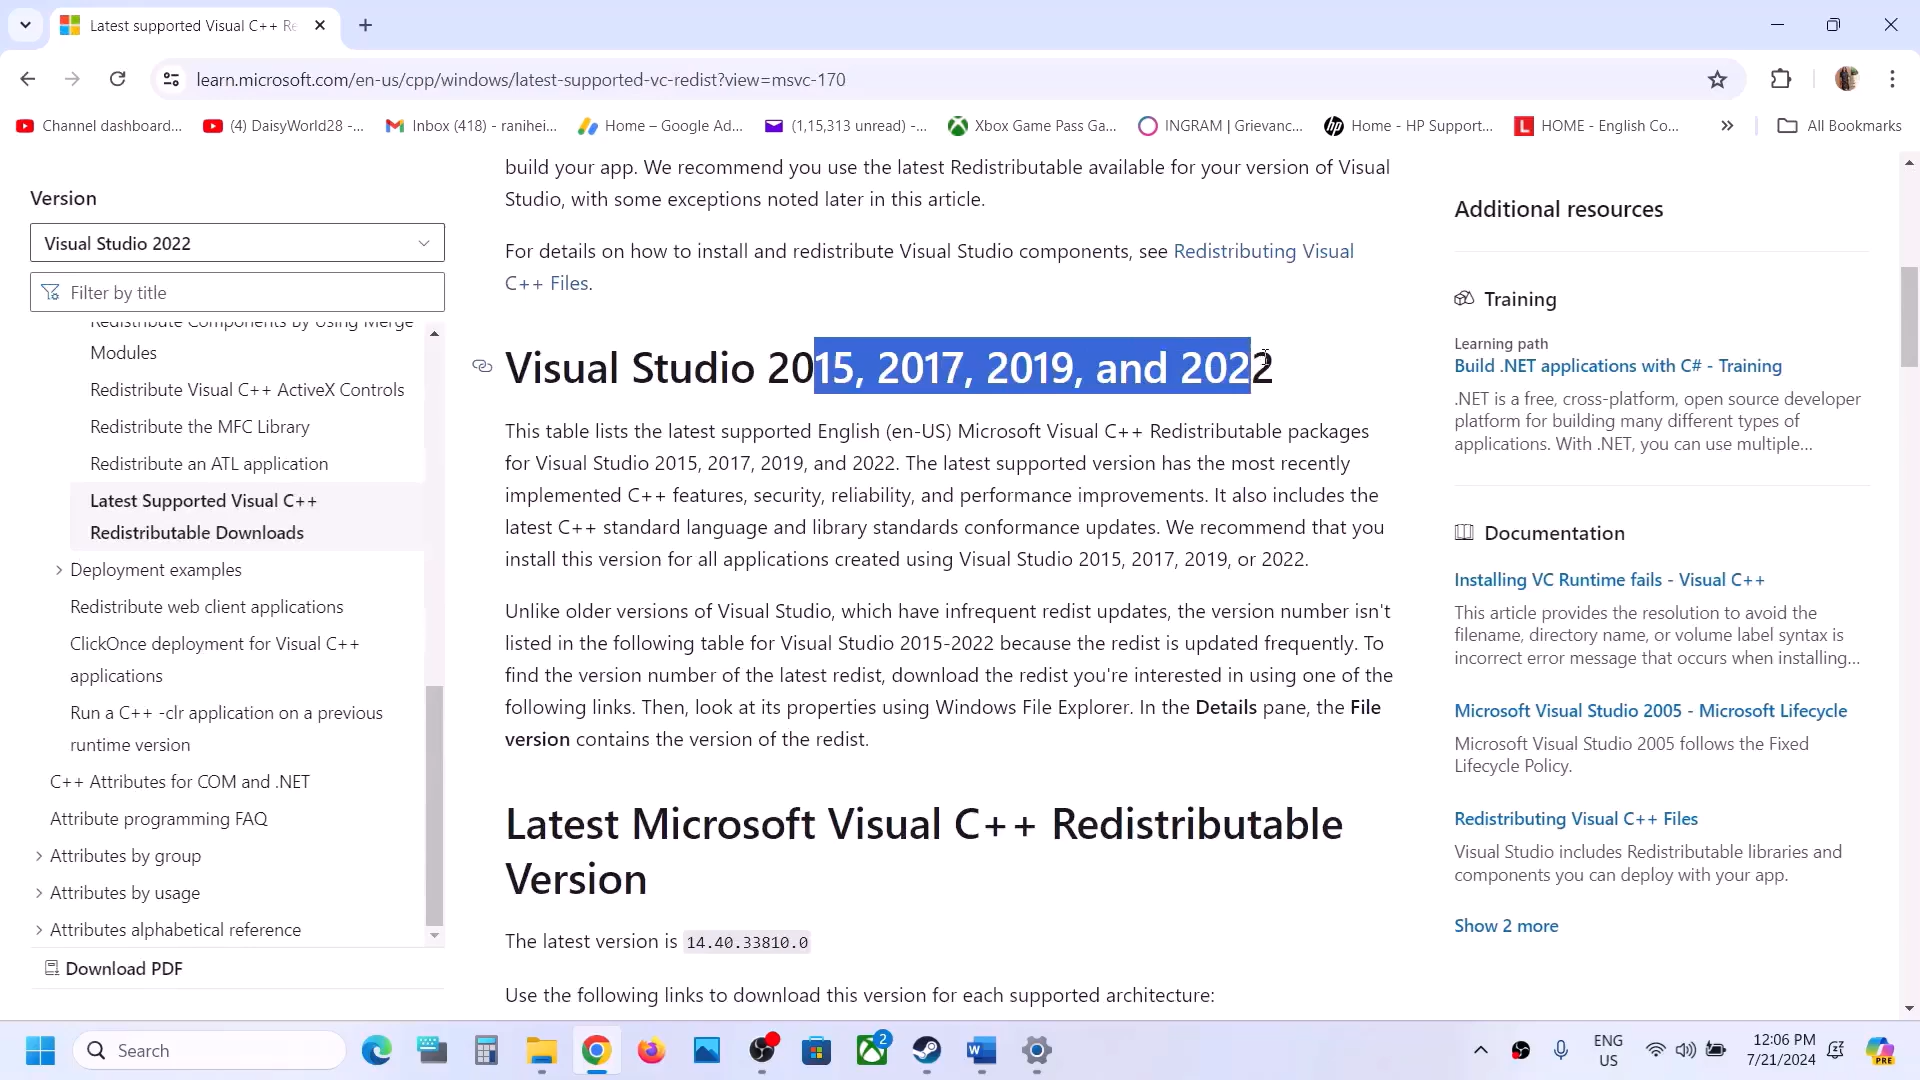 Latest supported Visual C++ Re
learn.microsoft.com/en-us/cpp/windows/latest-supported-vc-redist?view=msvc-170
Channel dashboard...
(4) DaisyWorld28 -...
Inbox (418) - ranihei...
Home – Google Ad...
(1,15,313 unread) -...
Xbox Game Pass Ga...
INGRAM | Grievanc...
Home - HP Support...
HOME - English Co...
All Bookmarks
Version
Visual Studio 2022
Filter by title
Redistribute Components By Using Merge
Modules
Redistribute Visual C++ ActiveX Controls
Redistribute the MFC Library
Redistribute an ATL application
Latest Supported Visual C++
Redistributable Downloads
Deployment examples
Redistribute web client applications
ClickOnce deployment for Visual C++
applications
Run a C++ -clr application on a previous
runtime version
C++ Attributes for COM and .NET
Attribute programming FAQ
Attributes by group
Attributes by usage
Attributes alphabetical reference
Download PDF
build your app. We recommend you use the latest Redistributable available for your version of Visual
Studio, with some exceptions noted later in this article.
For details on how to install and redistribute Visual Studio components, see Redistributing Visual
C++ Files.
Visual Studio 2015, 2017, 2019, and 2022
This table lists the latest supported English (en-US) Microsoft Visual C++ Redistributable packages
for Visual Studio 2015, 2017, 2019, and 2022. The latest supported version has the most recently
implemented C++ features, security, reliability, and performance improvements. It also includes the
latest C++ standard language and library standards conformance updates. We recommend that you
install this version for all applications created using Visual Studio 2015, 2017, 2019, or 2022.
Unlike older versions of Visual Studio, which have infrequent redist updates, the version number isn't
listed in the following table for Visual Studio 2015-2022 because the redist is updated frequently. To
find the version number of the latest redist, download the redist you're interested in using one of the
following links. Then, look at its properties using Windows File Explorer. In the Details pane, the File
version contains the version of the redist.
Latest Microsoft Visual C++ Redistributable
Version
The latest version is 14.40.33810.0
Use the following links to download this version for each supported architecture:
Additional resources
Training
Learning path
Build .NET applications with C# - Training
.NET is a free, cross-platform, open source developer
platform for building many different types of
applications. With .NET, you can use multiple...
Documentation
Installing VC Runtime fails - Visual C++
This article provides the resolution to avoid the
filename, directory name, or volume label syntax is
incorrect error message that occurs when installing...
Microsoft Visual Studio 2005 - Microsoft Lifecycle
Microsoft Visual Studio 2005 follows the Fixed
Lifecycle Policy.
Redistributing Visual C++ Files
Visual Studio includes Redistributable libraries and
components you can deploy with your app.
Show 2 more
Search
2
ENG
US
12:06 PM
7/21/2024
PRE